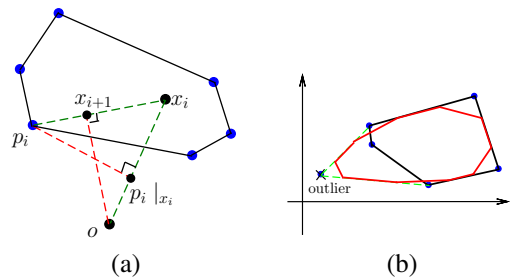 x_{i+1}
x_i
p_i
p_i |_{x_i}
o
outlier
(a)
(b)